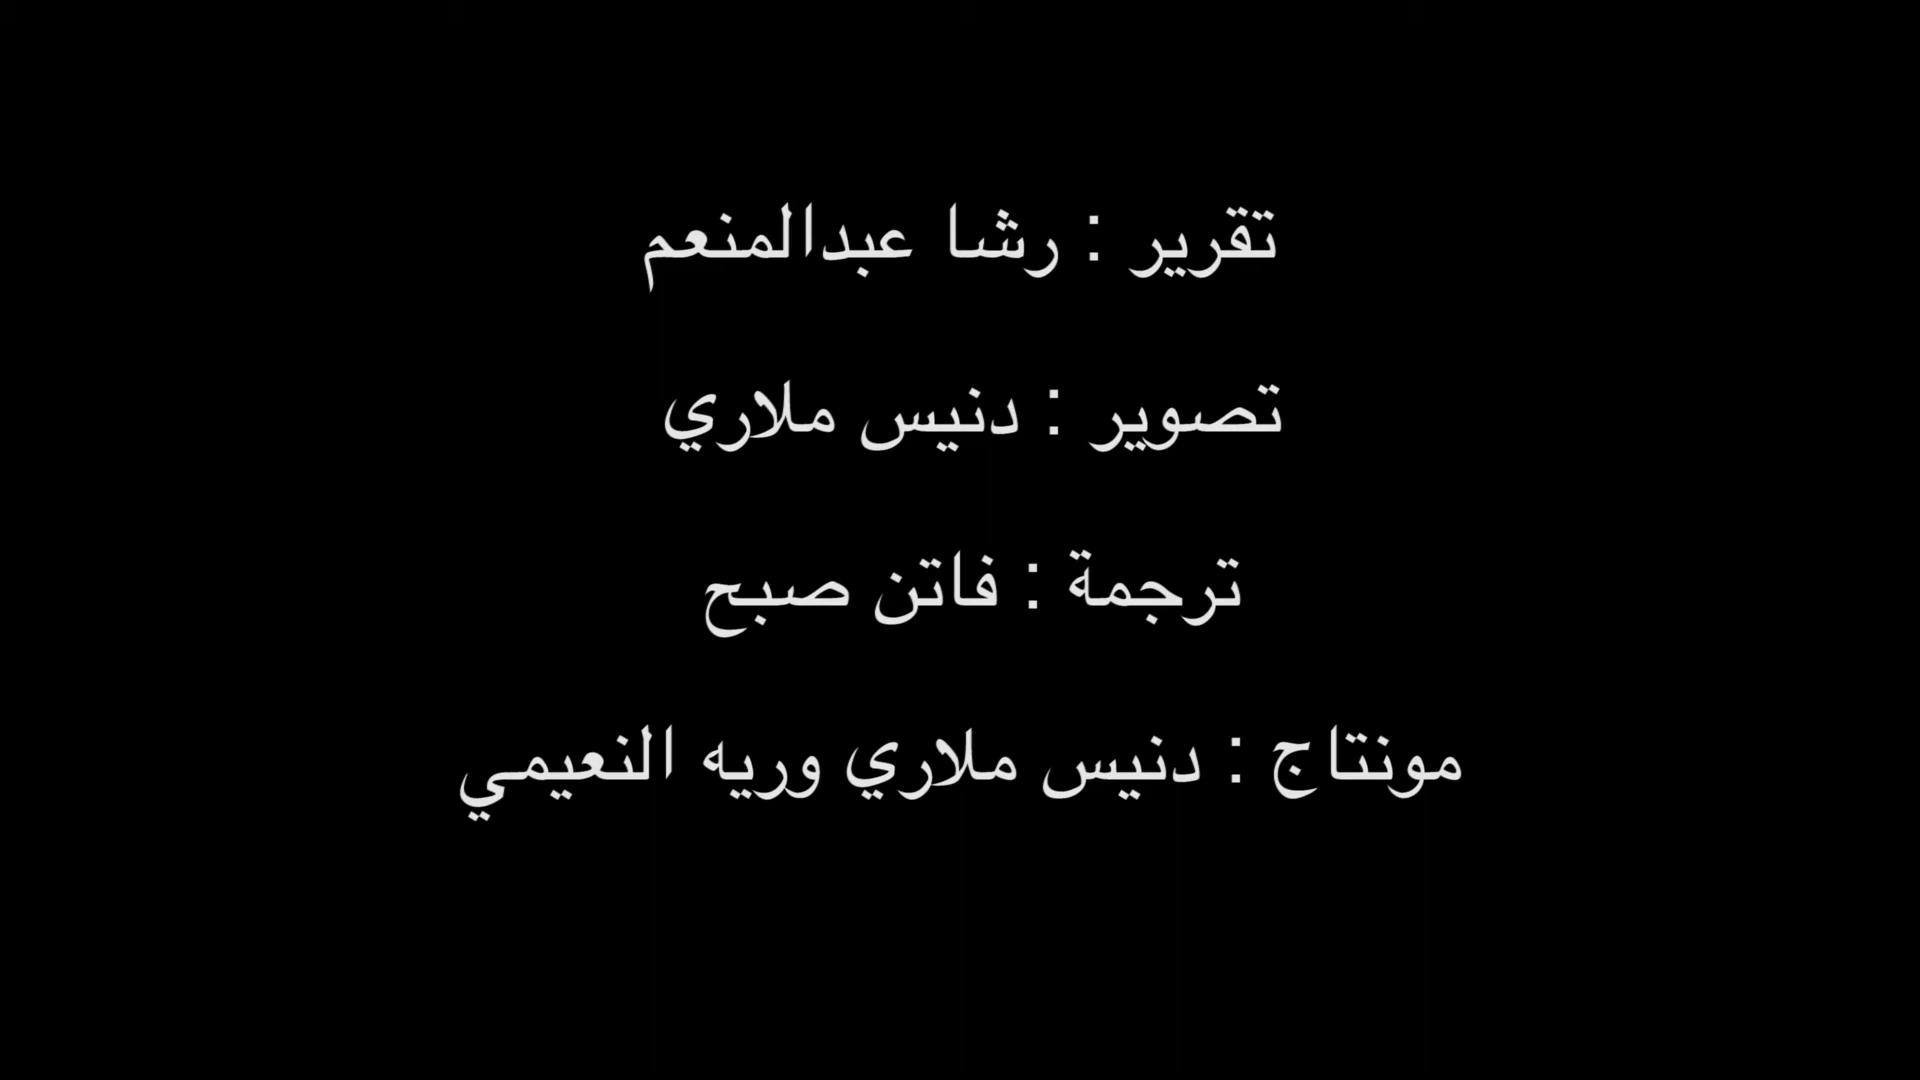 تقرير : رشا عبدالمنعم
تصوير : دنيس ملاري
ترجمة : فاتن صبح
مونتاج : دنيس ملاري وريه النعيمي